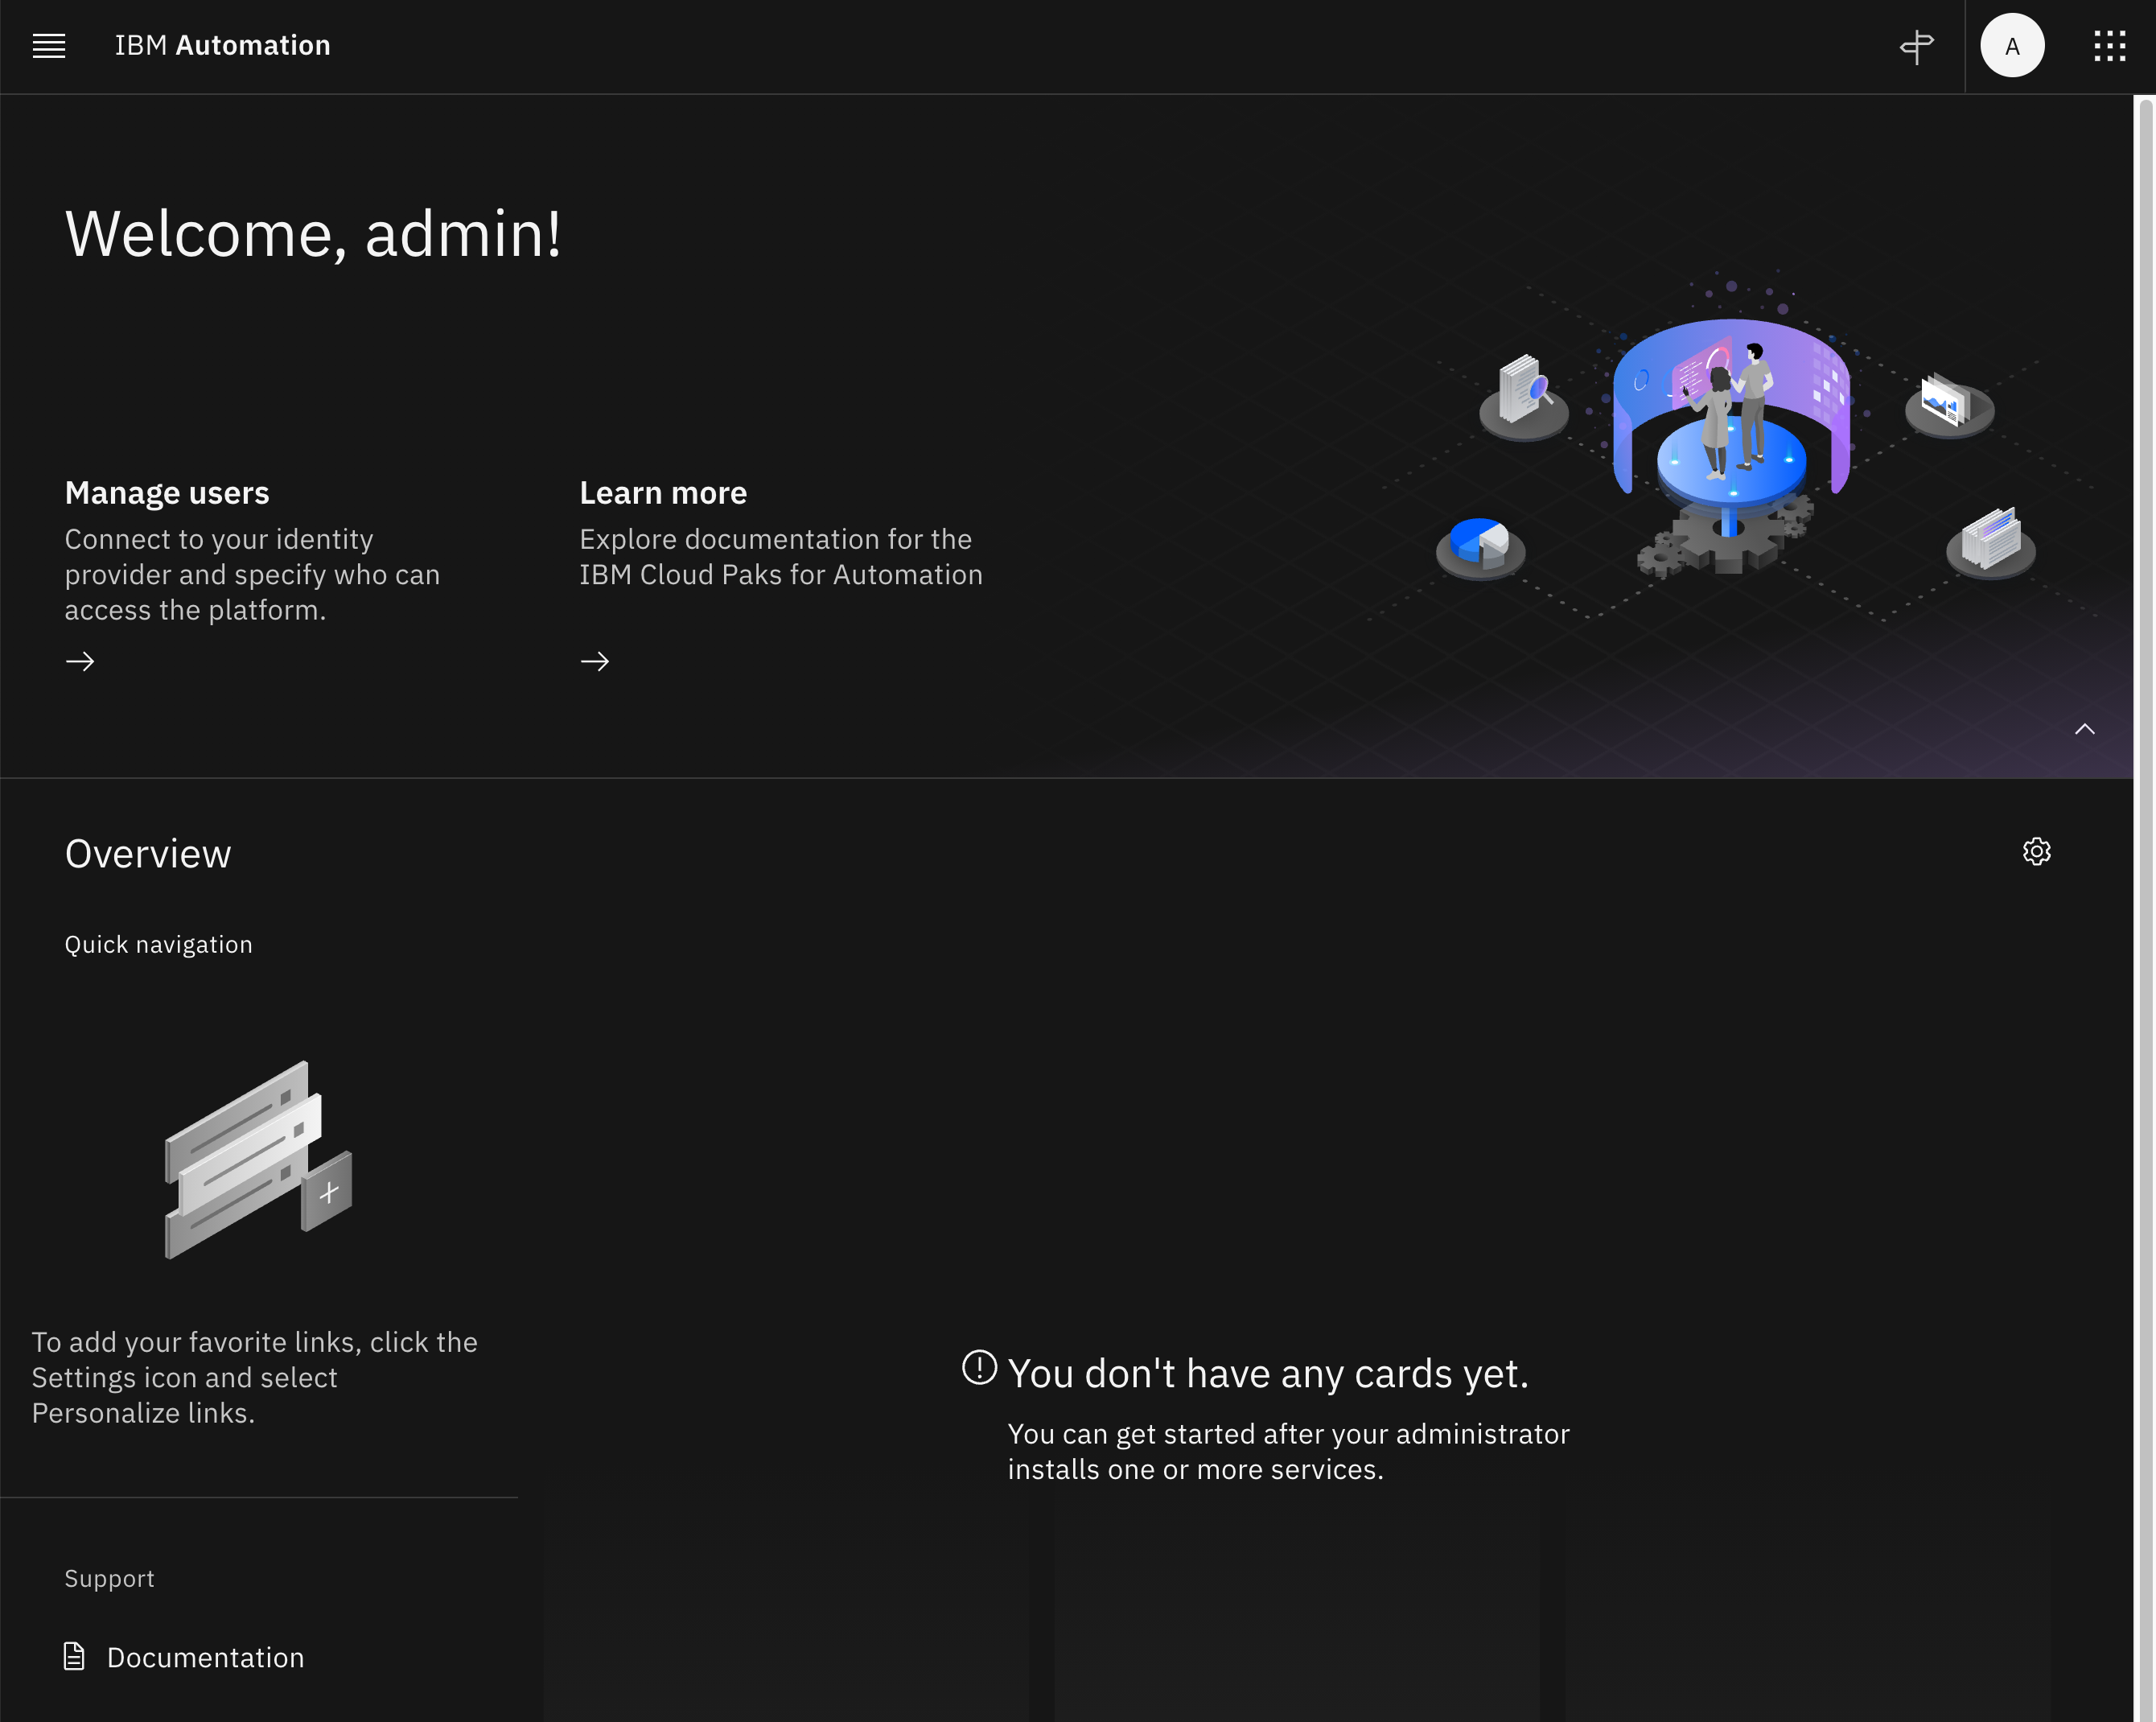 IBM Automation
A
Welcome, admin!
Manage users
Connect to your identity
provider and specify who can
access the platform.
Learn more
Explore documentation for the
IBM Cloud Paks for Automation
Overview
Quick navigation
To add your favorite links, click the
Settings icon and select
Personalize links.
You don't have any cards yet.
You can get started after your administrator
installs one or more services.
Support
Documentation